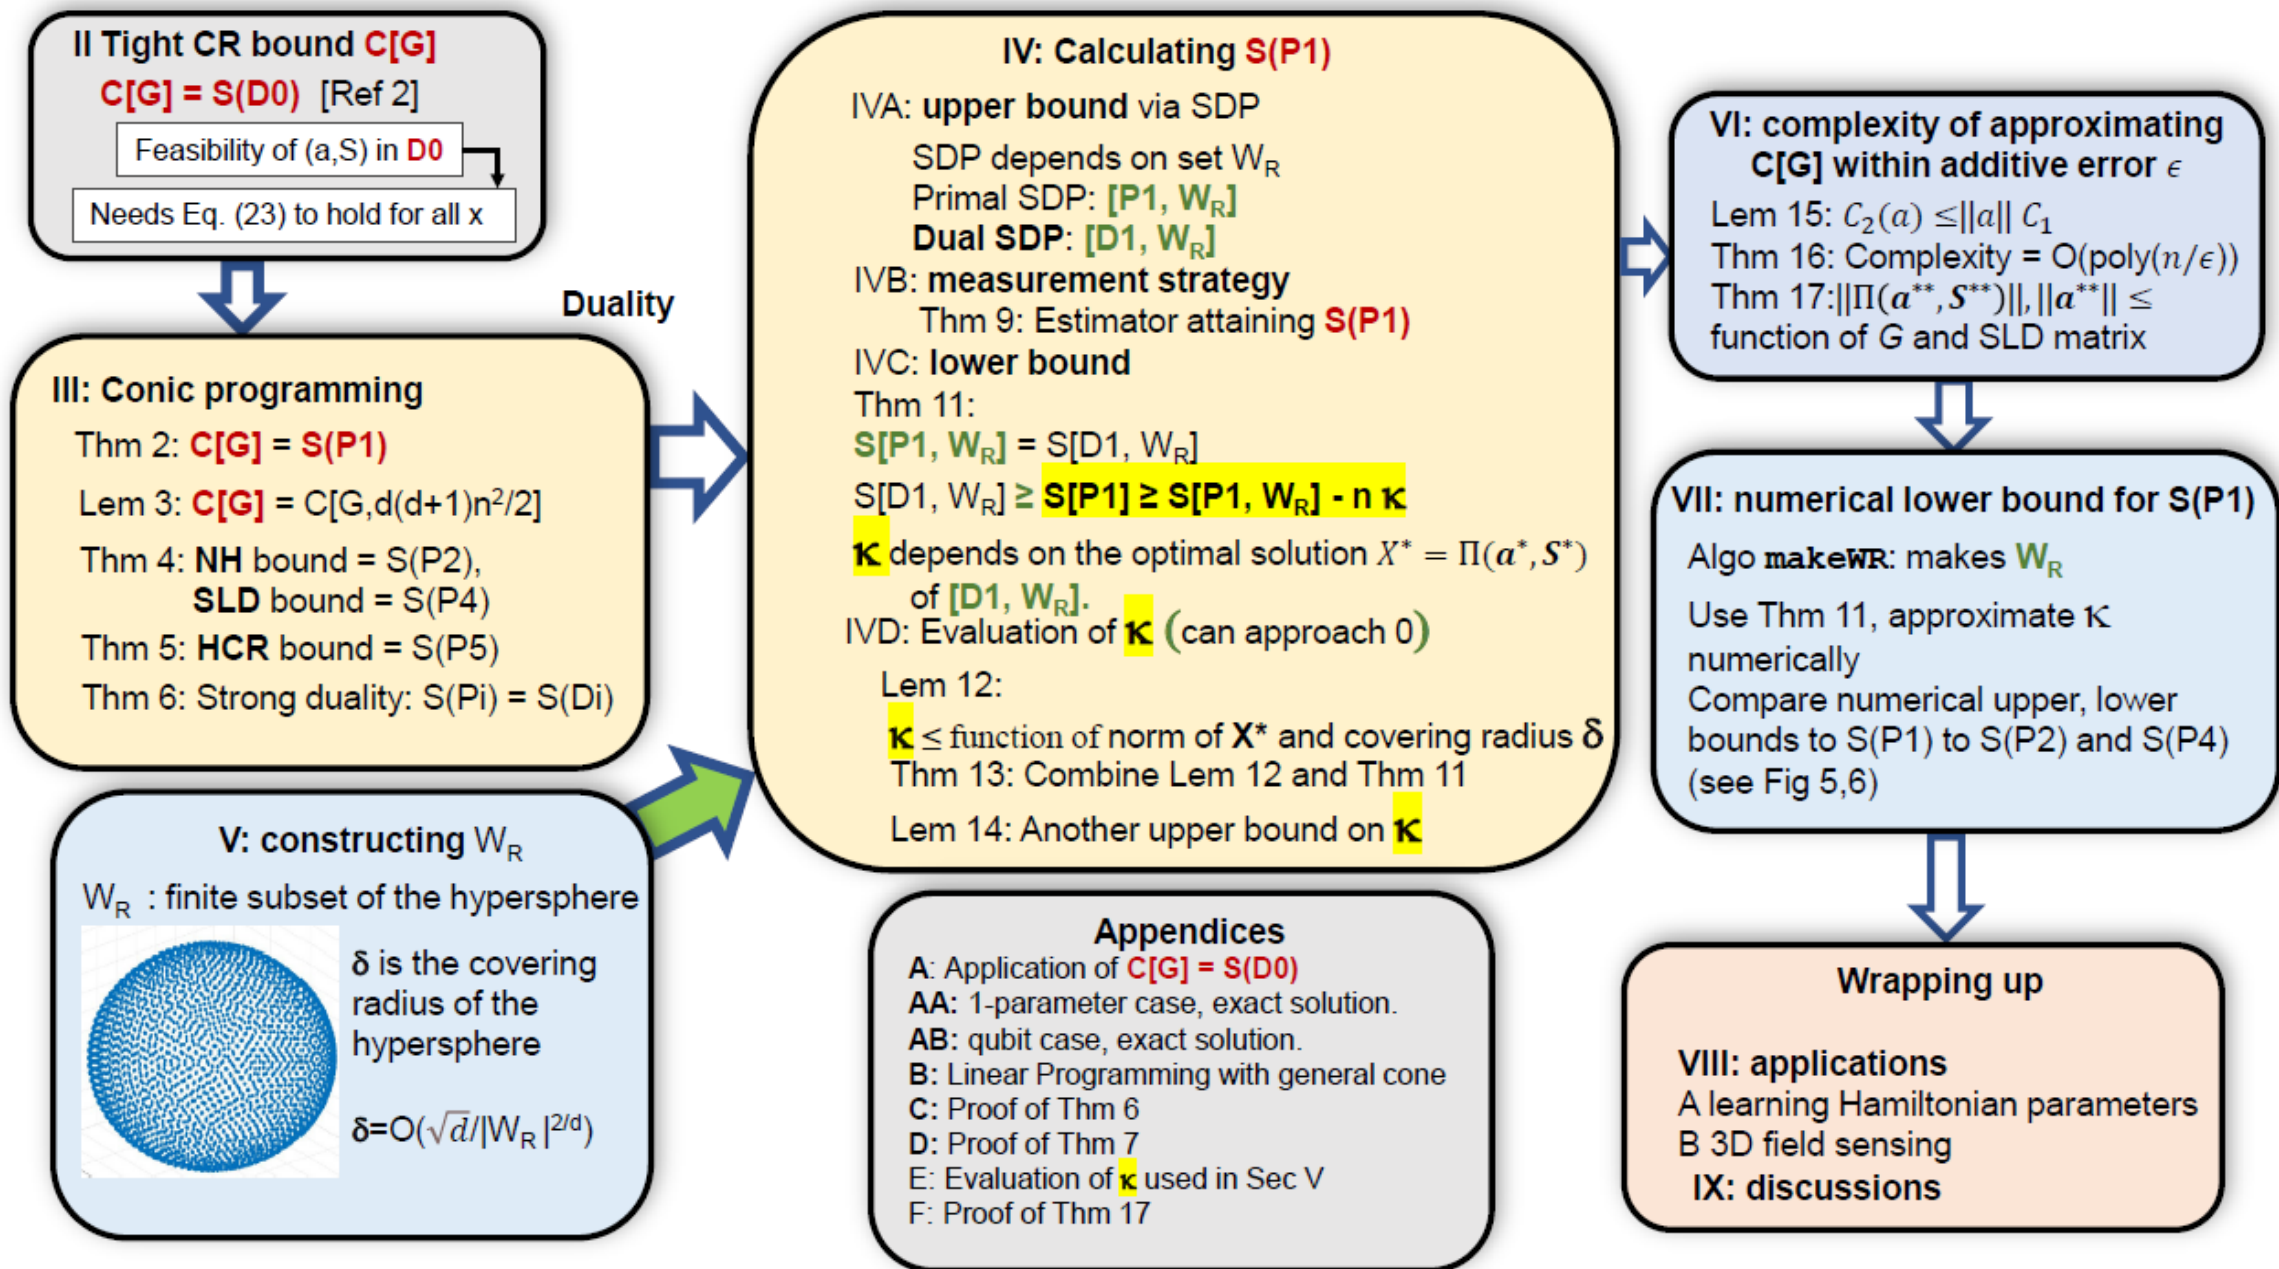 II Tight CR bound C[G]
C[G] = S(D0) [Ref 2]
Feasibility of (a,S) in D0
Needs Eq. (23) to hold for all x
Duality
III: Conic programming
Thm 2: C[G] = S(P1)
Lem 3: C[G] = C[G,d(d+1)n²/2]
Thm 4: NH bound = S(P2),
SLD bound = S(P4)
Thm 5: HCR bound = S(P5)
Thm 6: Strong duality: S(Pi) = S(Di)
V: constructing W_R
W_R : finite subset of the hypersphere
δ is the covering
radius of the
hypersphere
δ=O(√d/|W_R|^{2/d})
IV: Calculating S(P1)
IVA: upper bound via SDP
SDP depends on set W_R
Primal SDP: [P1, W_R]
Dual SDP: [D1, W_R]
IVB: measurement strategy
Thm 9: Estimator attaining S(P1)
IVC: lower bound
Thm 11:
S[P1, W_R] = S[D1, W_R]
S[D1, W_R] ≥ S[P1] ≥ S[P1, W_R] - n κ
κ depends on the optimal solution X* = Π(a*, S*)
of [D1, W_R].
IVD: Evaluation of κ (can approach 0)
Lem 12:
κ ≤ function of norm of X* and covering radius δ
Thm 13: Combine Lem 12 and Thm 11
Lem 14: Another upper bound on κ
Appendices
A: Application of C[G] = S(D0)
AA: 1-parameter case, exact solution.
AB: qubit case, exact solution.
B: Linear Programming with general cone
C: Proof of Thm 6
D: Proof of Thm 7
E: Evaluation of κ used in Sec V
F: Proof of Thm 17
VI: complexity of approximating
C[G] within additive error ϵ
Lem 15: C₂(a) ≤||a|| C₁
Thm 16: Complexity = O(poly(n/ϵ))
Thm 17:||Π(a**, S**)||,||a**|| ≤
function of G and SLD matrix
VII: numerical lower bound for S(P1)
Algo makeWR: makes W_R
Use Thm 11, approximate κ
numerically
Compare numerical upper, lower
bounds to S(P1) to S(P2) and S(P4)
(see Fig 5,6)
Wrapping up
VIII: applications
A learning Hamiltonian parameters
B 3D field sensing
IX: discussions